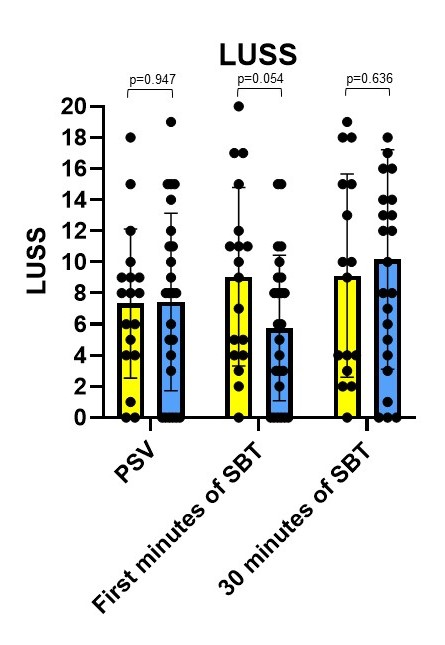 LUSS
p=0.947
p=0.054
p=0.636
LUSS
20
18
16
14
12
10
8
6
4
2
0
PSV
First minutes of SBT
30 minutes of SBT